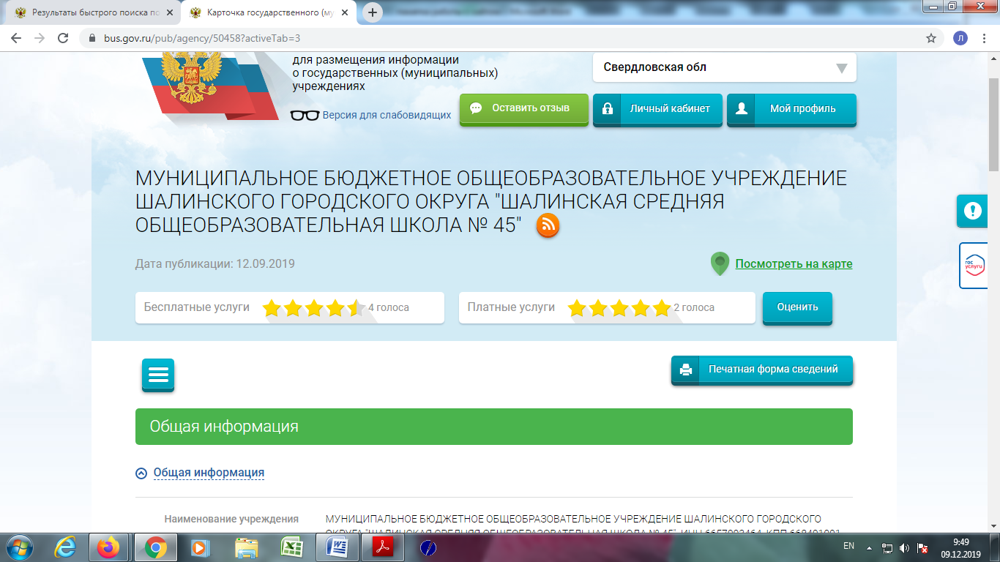 Результаты быстрого поиска по
Карточка государственного (му
bus.gov.ru/pub/agency/50458?activeTab=3
Л
для размещения информации
о государственных (муниципальных)
учреждениях
Свердловская обл
Версия для слабовидящих
Оставить отзыв
Личный кабинет
Мой профиль
МУНИЦИПАЛЬНОЕ БЮДЖЕТНОЕ ОБЩЕОБРАЗОВАТЕЛЬНОЕ УЧРЕЖДЕНИЕ
ШАЛИНСКОГО ГОРОДСКОГО ОКРУГА "ШАЛИНСКАЯ СРЕДНЯЯ
ОБЩЕОБРАЗОВАТЕЛЬНАЯ ШКОЛА № 45"
гос
услуги
Дата публикации: 12.09.2019
Посмотреть на карте
Бесплатные услуги 4 голоса
Платные услуги 2 голоса
Оценить
Печатная форма сведений
Общая информация
Общая информация
Наименование учреждения
МУНИЦИПАЛЬНОЕ БЮДЖЕТНОЕ ОБЩЕОБРАЗОВАТЕЛЬНОЕ УЧРЕЖДЕНИЕ ШАЛИНСКОГО ГОРОДСКОГО
EN
9:49
09.12.2019